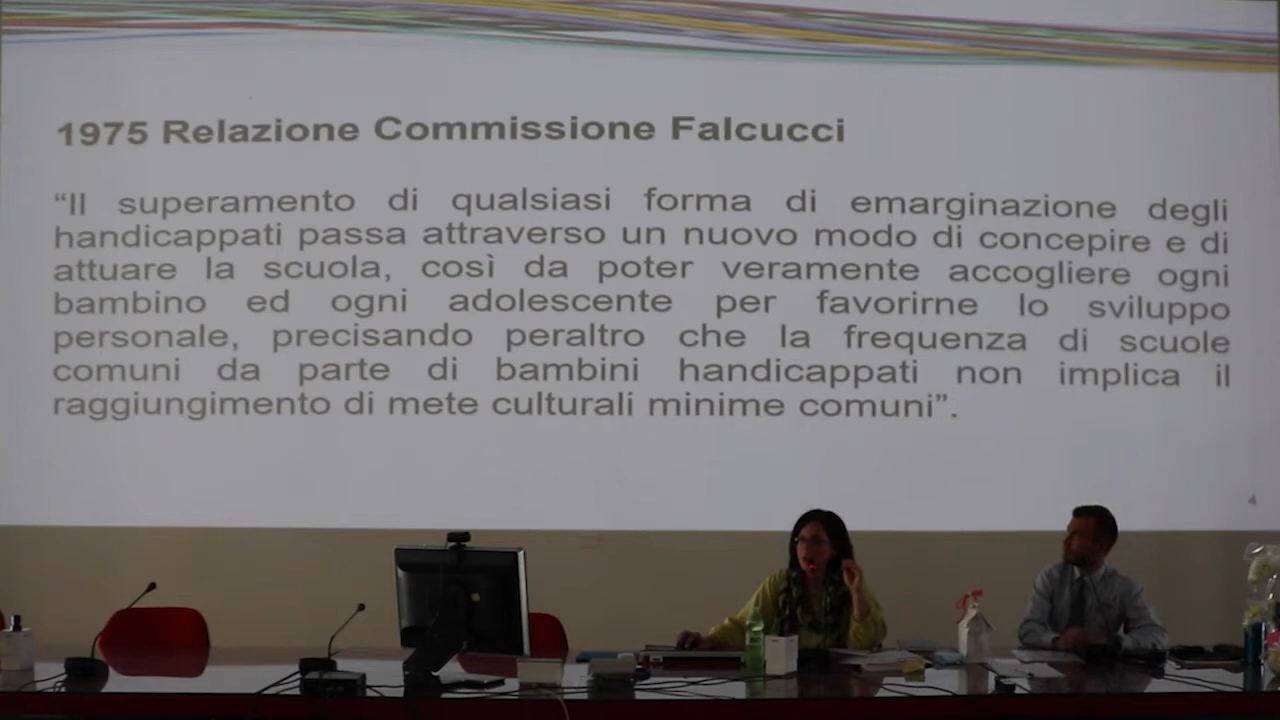 1975 Relazione Commissione Falcucci
“Il superamento di qualsiasi forma di emarginazione degli
handicappati passa attraverso un nuovo modo di concepire e di
attuare la scuola, così da poter veramente accogliere ogni
bambino ed ogni adolescente per favorirne lo sviluppo
personale, precisando peraltro che la frequenza di scuole
comuni da parte di bambini handicappati non implica il
raggiungimento di mete culturali minime comuni”.
4